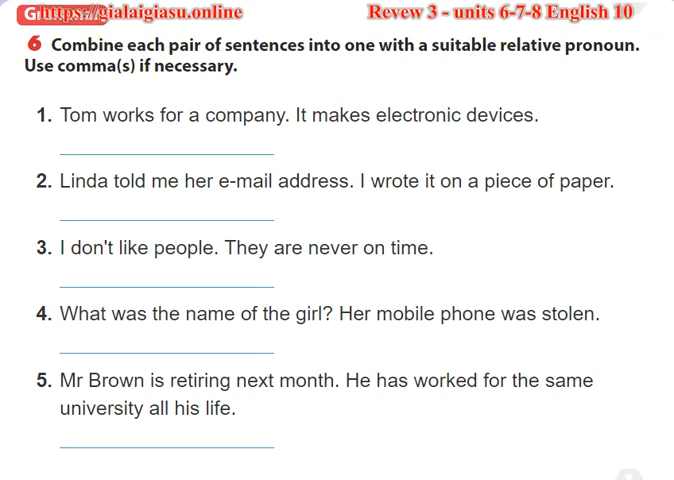 https://gialaigiasu.online
Revew 3 - units 6-7-8 English 10
6 Combine each pair of sentences into one with a suitable relative pronoun.
Use comma(s) if necessary.
1. Tom works for a company. It makes electronic devices.
2. Linda told me her e-mail address. I wrote it on a piece of paper.
3. I don't like people. They are never on time.
4. What was the name of the girl? Her mobile phone was stolen.
5. Mr Brown is retiring next month. He has worked for the same
university all his life.